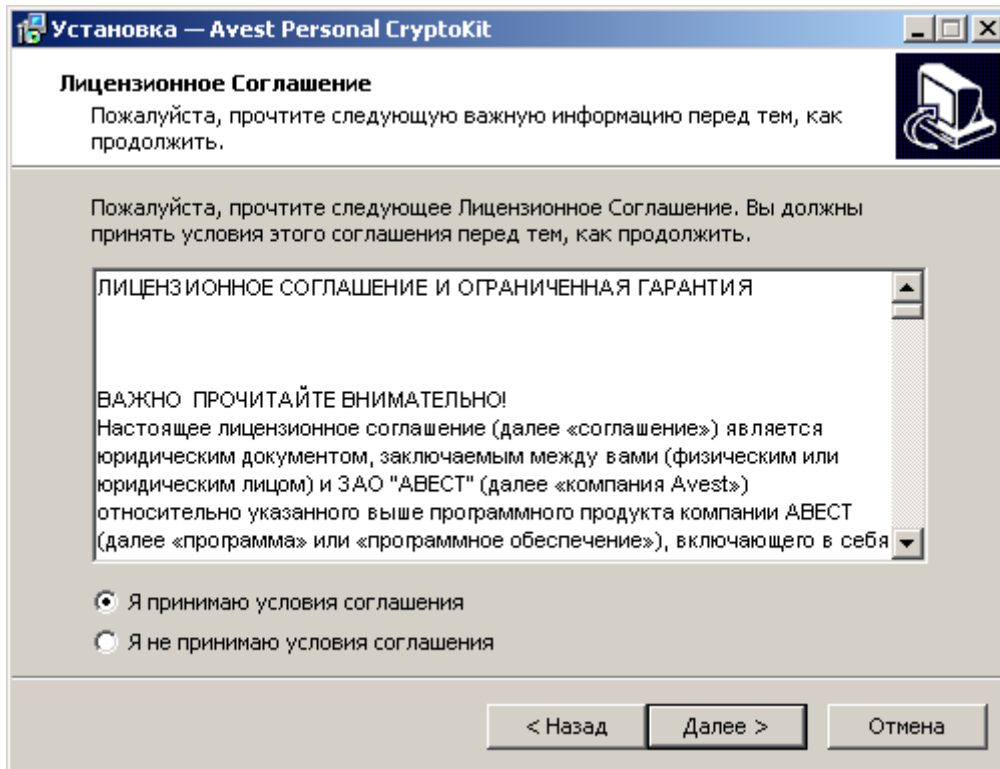 Установка — Avest Personal CryptoKit
Лицензионное Соглашение
Пожалуйста, прочтите следующую важную информацию перед тем, как
продолжить.
Пожалуйста, прочтите следующее Лицензионное Соглашение. Вы должны
принять условия этого соглашения перед тем, как продолжить.
ЛИЦЕНЗИОННОЕ СОГЛАШЕНИЕ И ОГРАНИЧЕННАЯ ГАРАНТИЯ
ВАЖНО ПРОЧИТАЙТЕ ВНИМАТЕЛЬНО!
Настоящее лицензионное соглашение (далее «соглашение») является
юридическим документом, заключаемым между вами (физическим или
юридическим лицом) и ЗАО "АВЕСТ" (далее «компания Avest»)
относительно указанного выше программного продукта компании АВЕСТ
(далее «программа» или «программное обеспечение»), включающего в себя
Я принимаю условия соглашения
Я не принимаю условия соглашения
< Назад
Далее >
Отмена